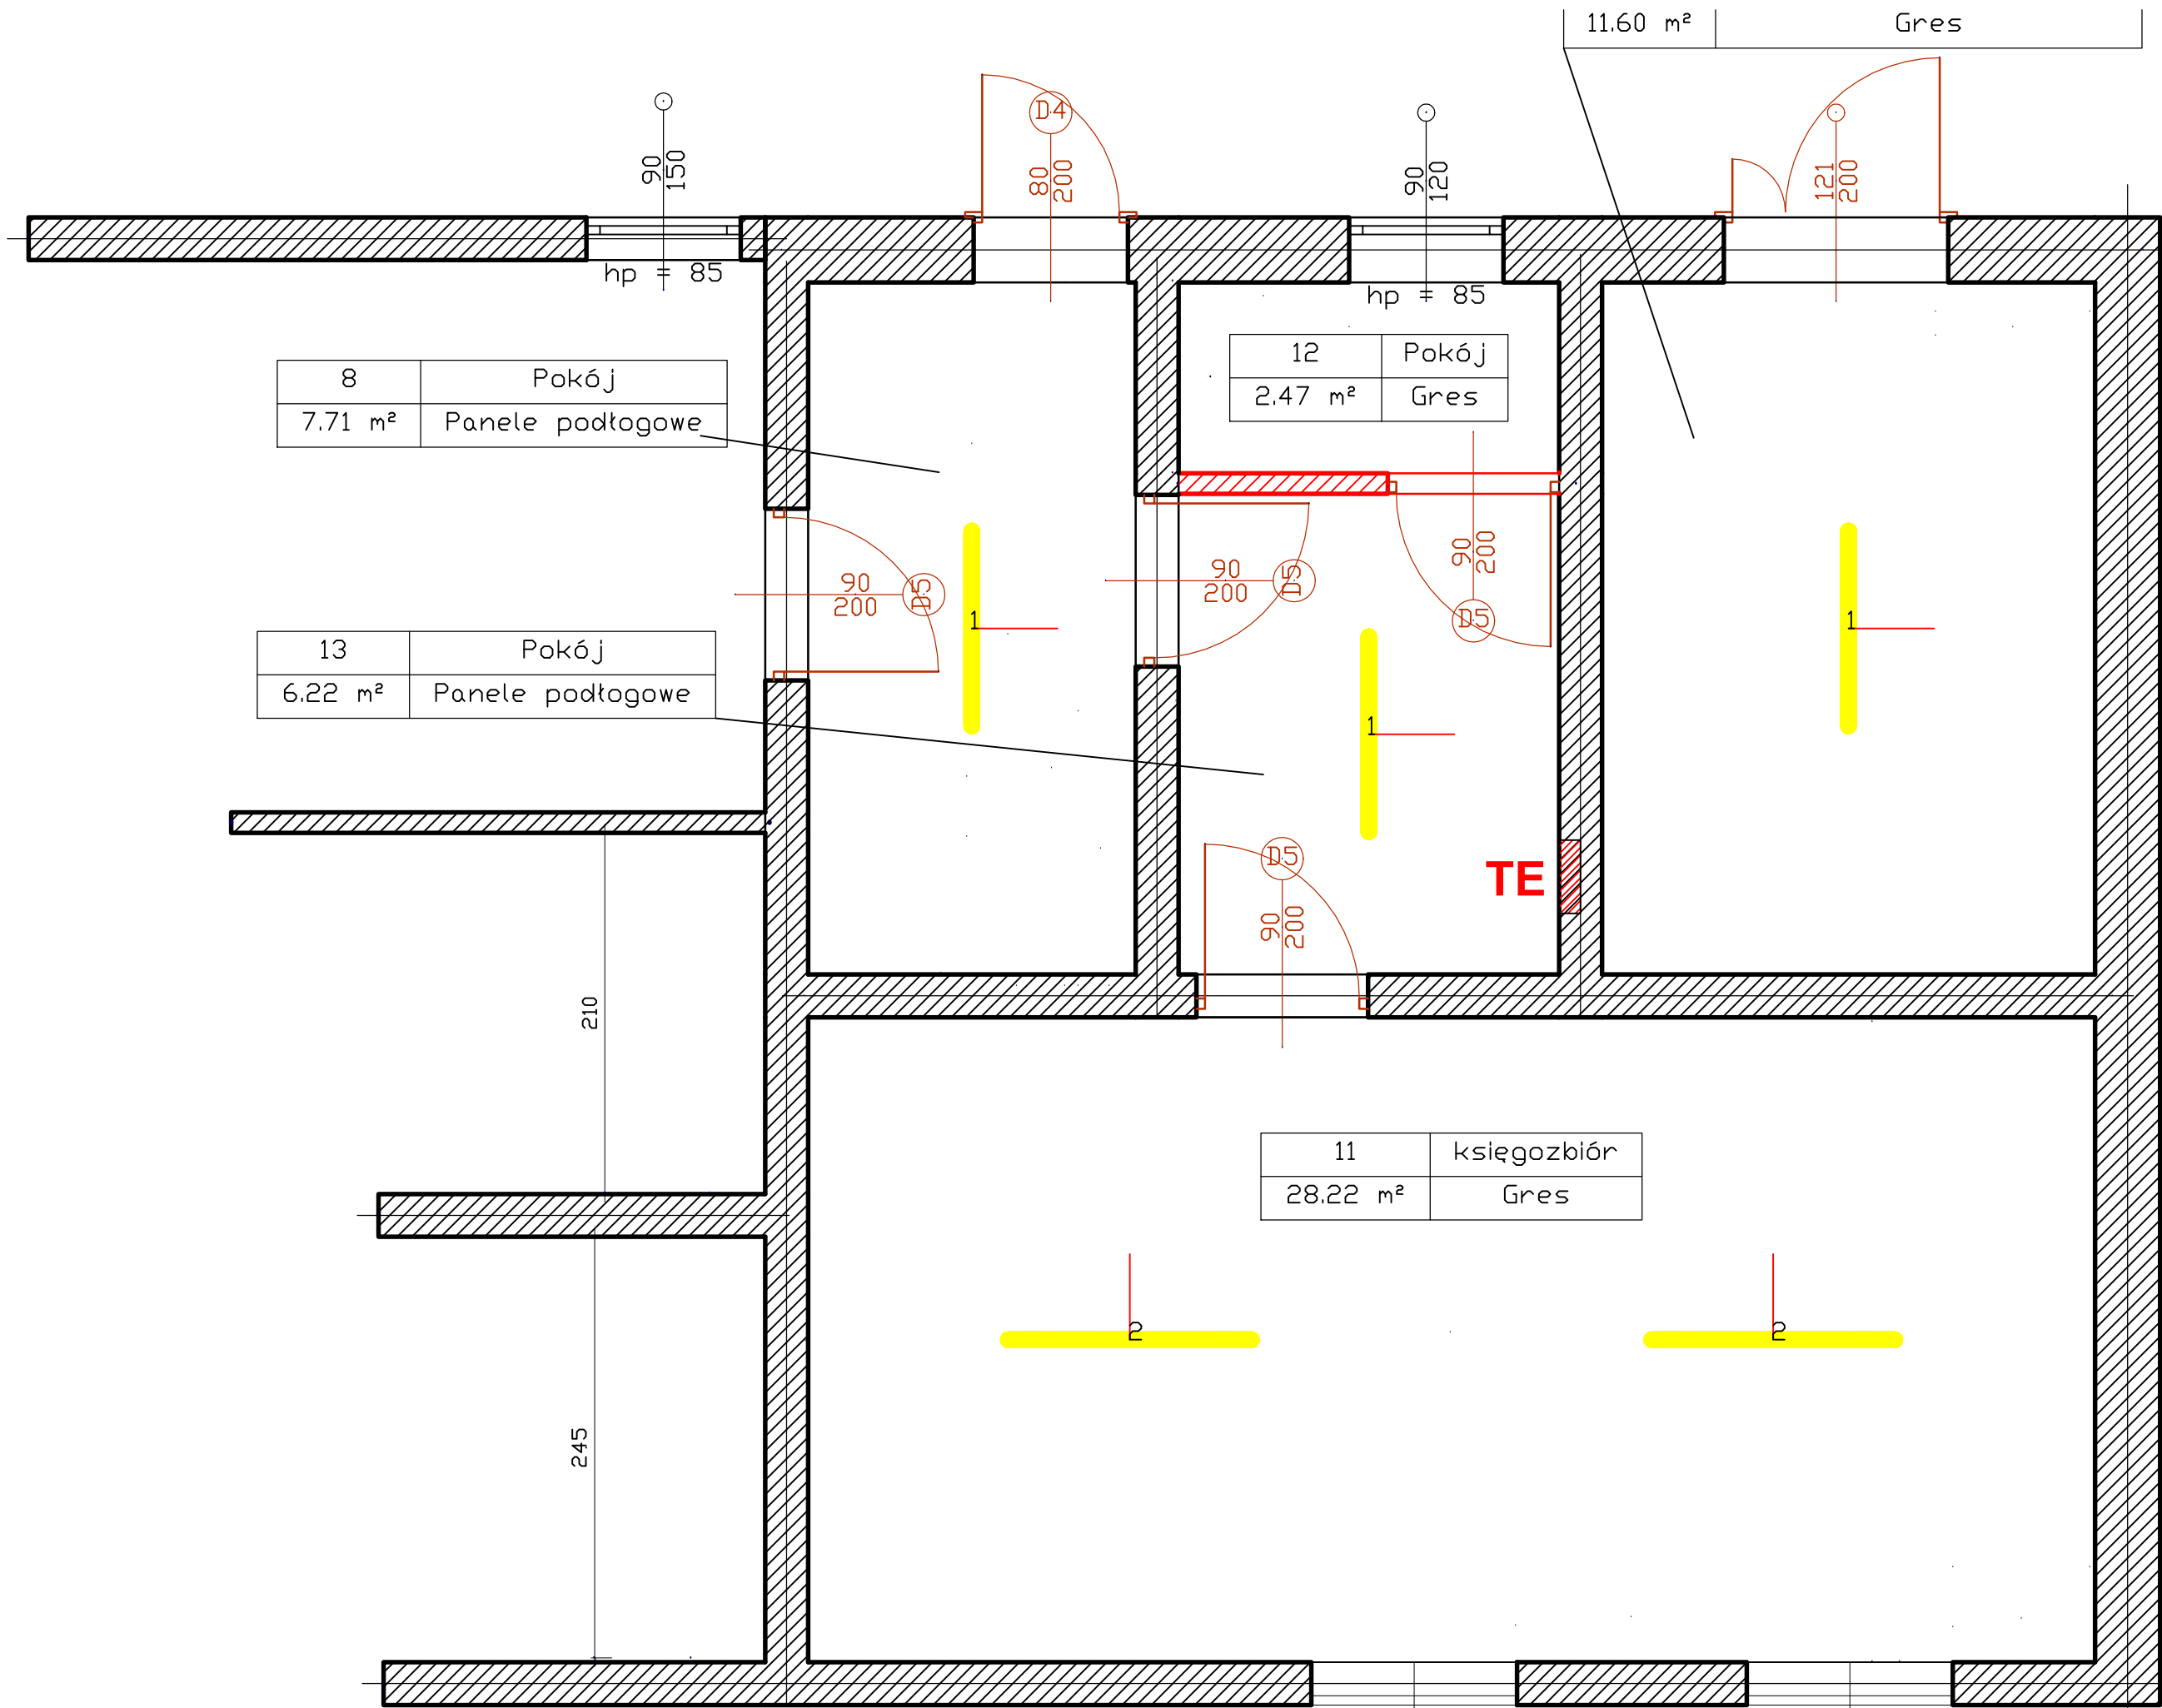 11.60 m² Gres
D4
90
150
80
200
90
120
121
200
hp = 85
hp = 85
12 Pokój
2.47 m² Gres
8 Pokój
7.71 m² Panele podłogowe
90
200
D5
90
200
D5
90
200
D5
1
1
1
13 Pokój
6.22 m² Panele podłogowe
TE
D5
90
200
210
11 księgozbiór
28.22 m² Gres
2
2
245